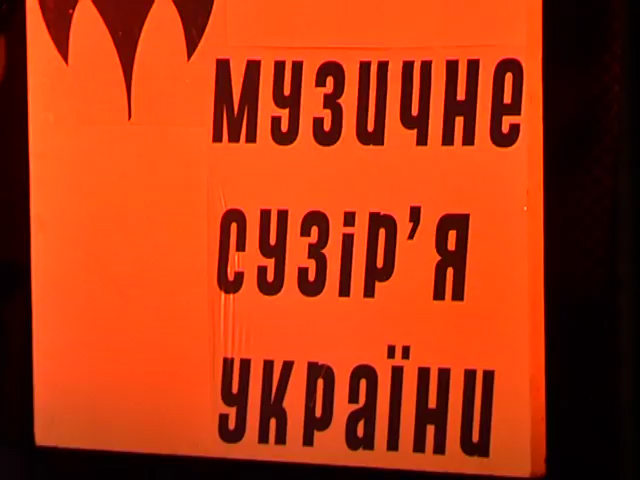 музичне
сузір’я
україни